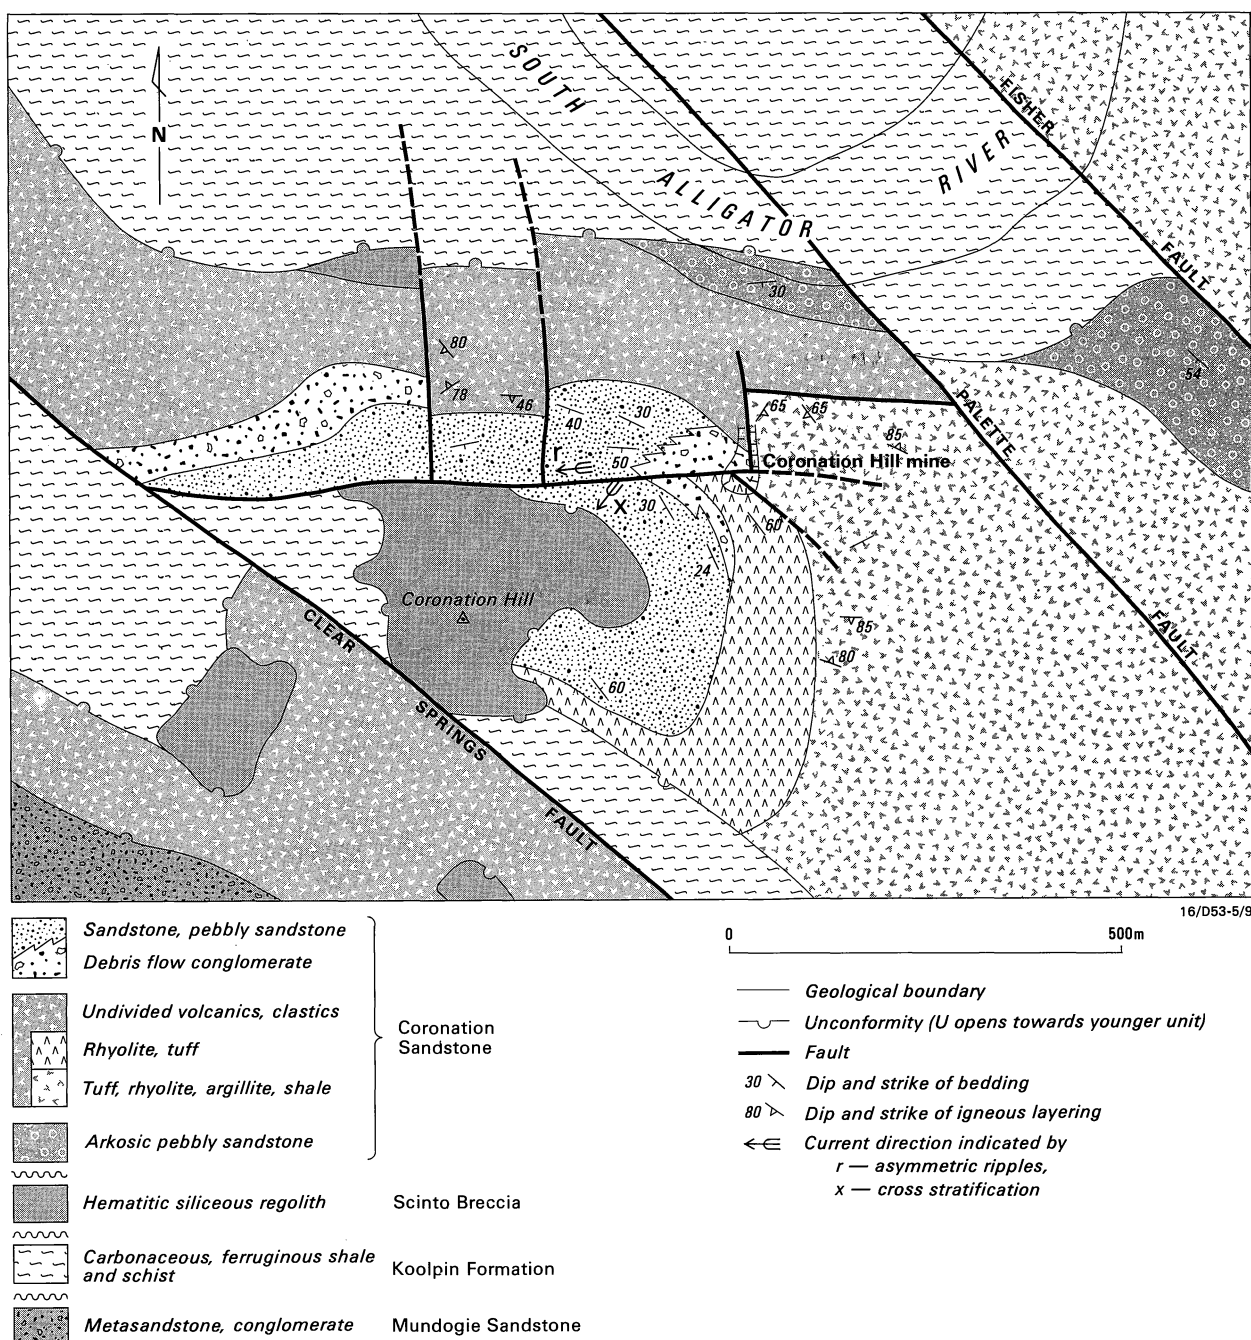 SOUTH
ALLIGATOR
RIVER
FISHER
FAULT
N
30
80
78
46
40
30
50
r
65
65
85
54
PALETTE
FAULT
Coronation Hill mine
x
30
60
24
Coronation Hill
85
80
60
CLEAR
SPRINGS
FAULT
16/D53-5/9
Sandstone, pebbly sandstone
Debris flow conglomerate
Undivided volcanics, clastics
Rhyolite, tuff
Tuff, rhyolite, argillite, shale
Arkosic pebbly sandstone
Coronation
Sandstone
Hematitic siliceous regolith
Scinto Breccia
Carbonaceous, ferruginous shale
and schist
Koolpin Formation
Metasandstone, conglomerate
Mundogie Sandstone
0
500m
Geological boundary
Unconformity (U opens towards younger unit)
Fault
30 Dip and strike of bedding
80 Dip and strike of igneous layering
Current direction indicated by
r — asymmetric ripples,
x — cross stratification